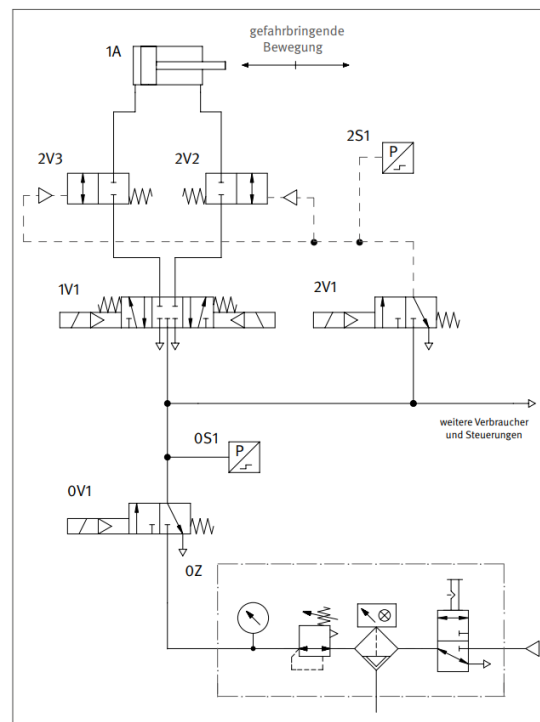 gefahrbringende
Bewegung
1A
2S1
P
2V3
2V2
1V1
2V1
weitere Verbraucher
und Steuerungen
0S1
P
0V1
0Z